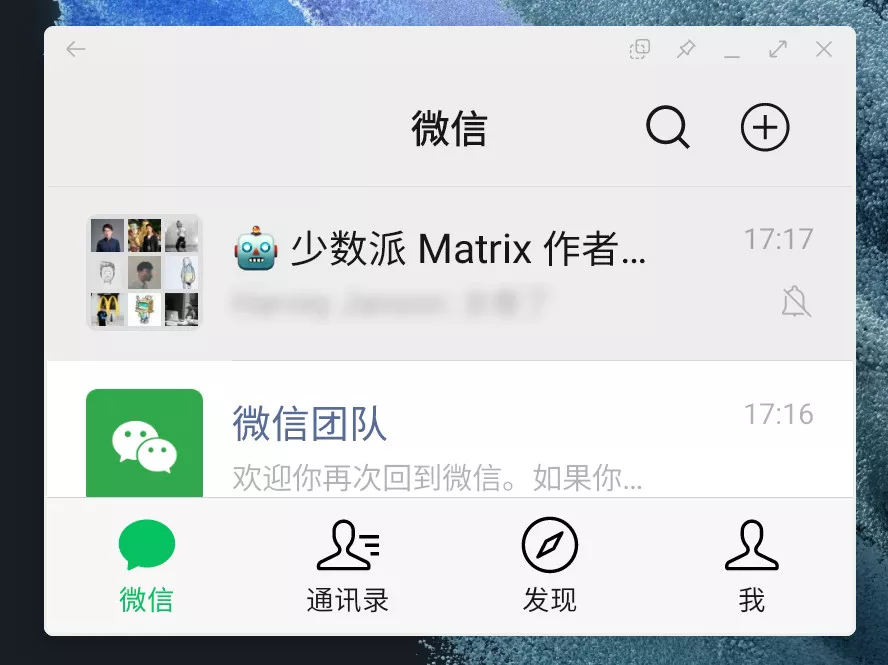 微信
🤖 少数派 Matrix 作者...
17:17
微信团队
17:16
欢迎你再次回到微信。如果你...
微信
通讯录
发现
我